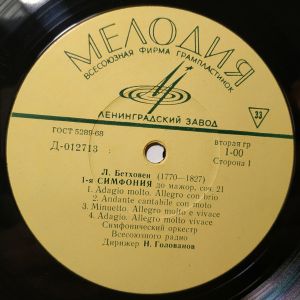 МЕЛОДИЯ
ВСЕСОЮЗНАЯ ФИРМА ГРАМПЛАСТИНОК
33
ЛЕНИНГРАДСКИЙ ЗАВОД
ГОСТ 5289-68
Д-012713
вторая гр
1-00
Сторона 1
Л. Бетховен (1770—1827)
1-я СИМФОНИЯ до мажор, соч. 21
1. Adagio molto. Allegro con brio
2. Andante cantabile con moto
3. Minuetto. Allegro molto e vivace
4. Adagio. Allegro molto vivace
Симфонический оркестр
Всесоюзного радио
Дирижер Н. Голованов